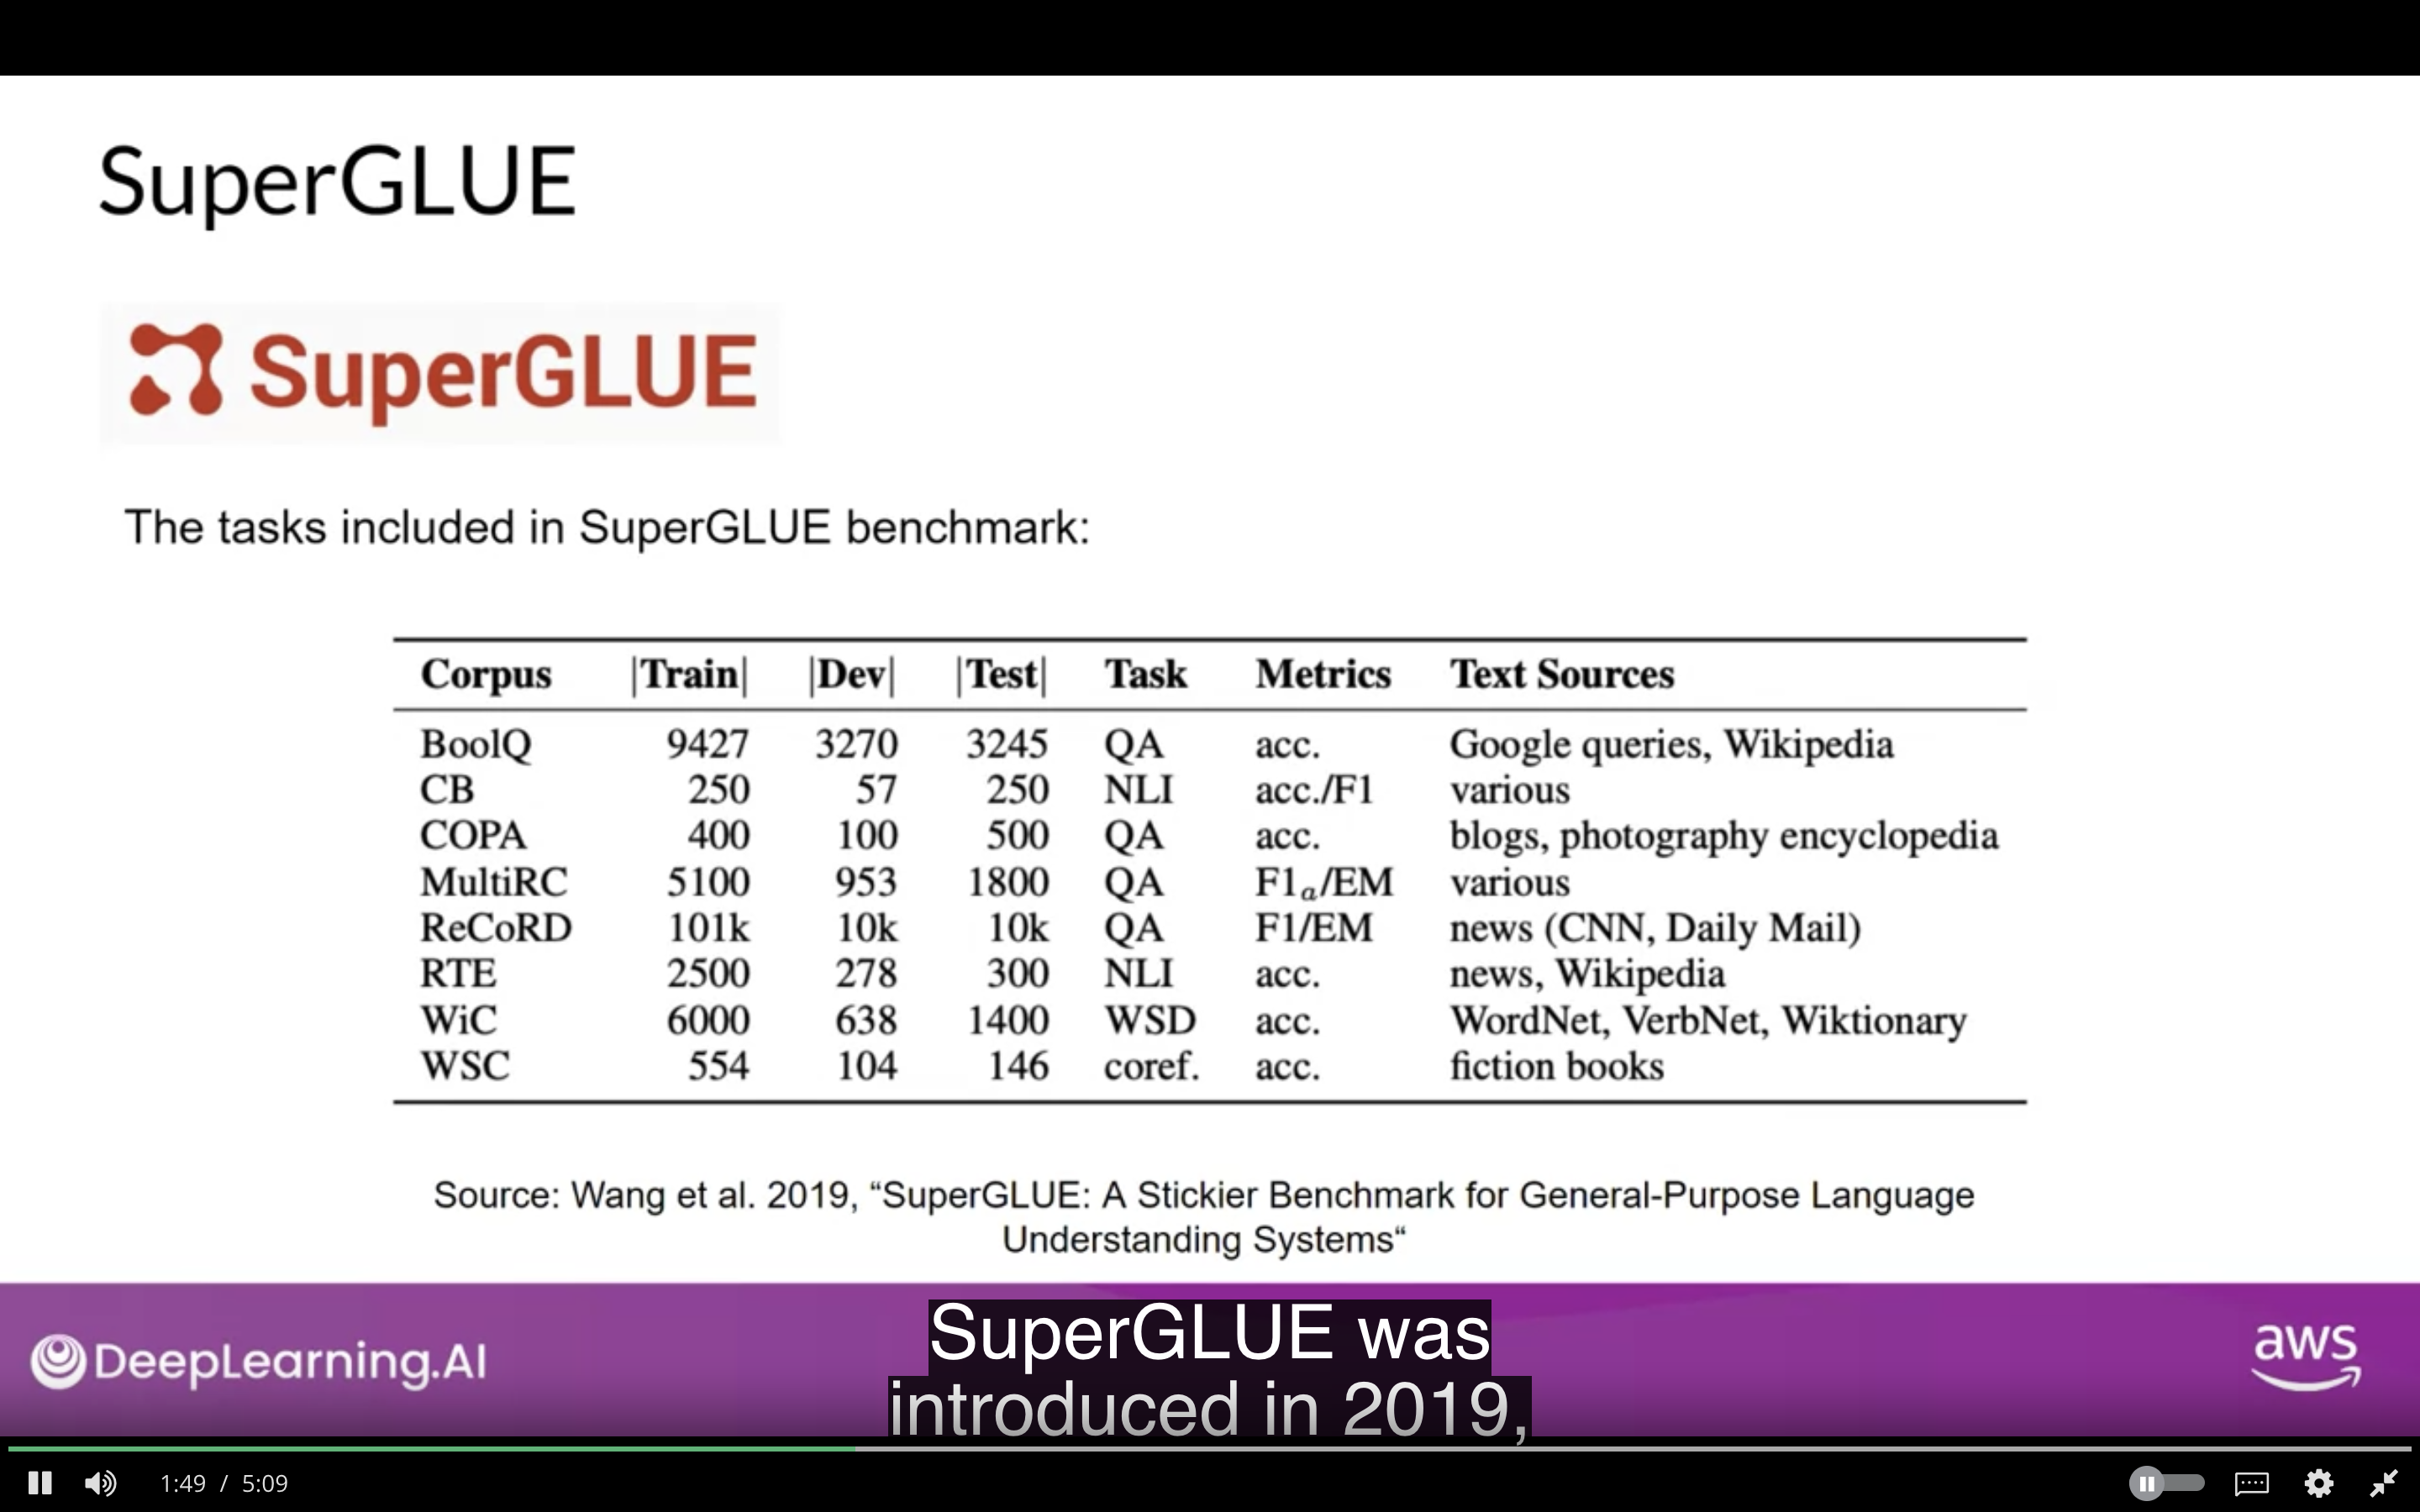 SuperGLUE
SuperGLUE
The tasks included in SuperGLUE benchmark:
Corpus |Train| |Dev| |Test| Task Metrics Text Sources
BoolQ 9427 3270 3245 QA acc. Google queries, Wikipedia
CB 250 57 250 NLI acc./F1 various
COPA 400 100 500 QA acc. blogs, photography encyclopedia
MultiRC 5100 953 1800 QA F1a/EM various
ReCoRD 101k 10k 10k QA F1/EM news (CNN, Daily Mail)
RTE 2500 278 300 NLI acc. news, Wikipedia
WiC 6000 638 1400 WSD acc. WordNet, VerbNet, Wiktionary
WSC 554 104 146 coref. acc. fiction books
Source: Wang et al. 2019, “SuperGLUE: A Stickier Benchmark for General-Purpose Language
Understanding Systems“
DeepLearning.AI
SuperGLUE was
introduced in 2019,
aws
1:49 / 5:09